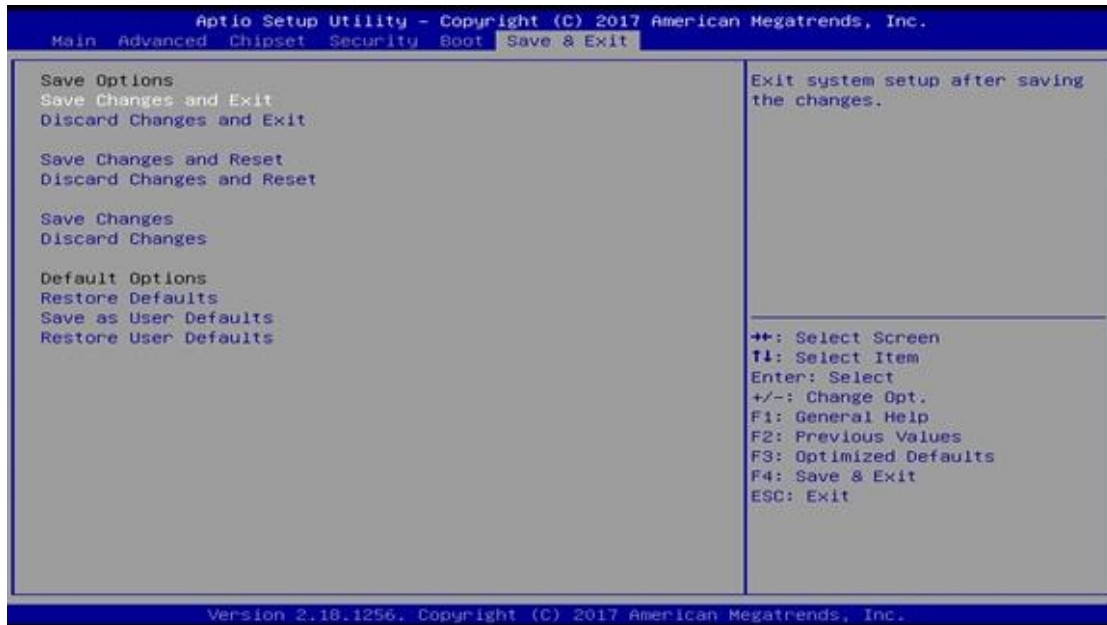 Aptio Setup Utility – Copyright (C) 2017 American Megatrends, Inc.
Main Advanced Chipset Security Boot Save & Exit
Save Options
Save Changes and Exit
Discard Changes and Exit
Save Changes and Reset
Discard Changes and Reset
Save Changes
Discard Changes
Default Options
Restore Defaults
Save as User Defaults
Restore User Defaults
Exit system setup after saving
the changes.
→←: Select Screen
↑↓: Select Item
Enter: Select
+/-: Change Opt.
F1: General Help
F2: Previous Values
F3: Optimized Defaults
F4: Save & Exit
ESC: Exit
Version 2.18.1256. Copyright (C) 2017 American Megatrends, Inc.